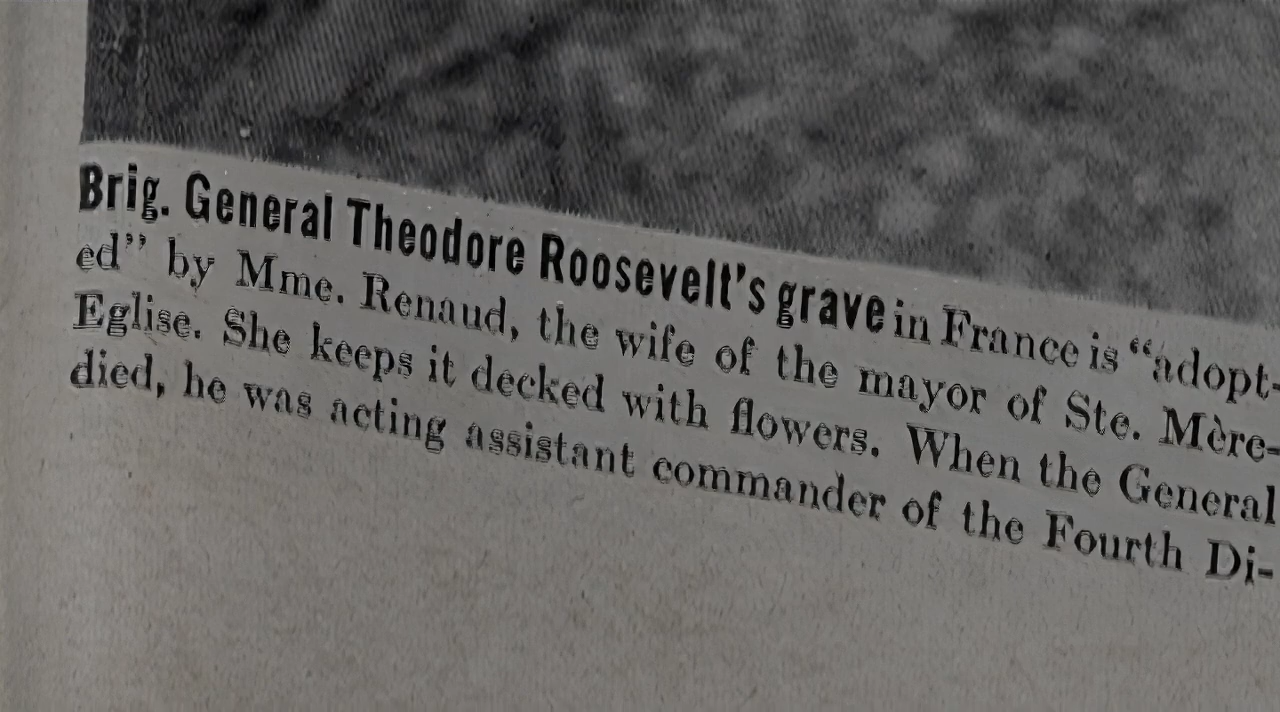 Brig. General Theodore Roosevelt's grave in France is “adopt-
ed” by Mme. Renaud, the wife of the mayor of Ste. Mère-
Eglise. She keeps it decked with flowers. When the General
died, he was acting assistant commander of the Fourth Di-